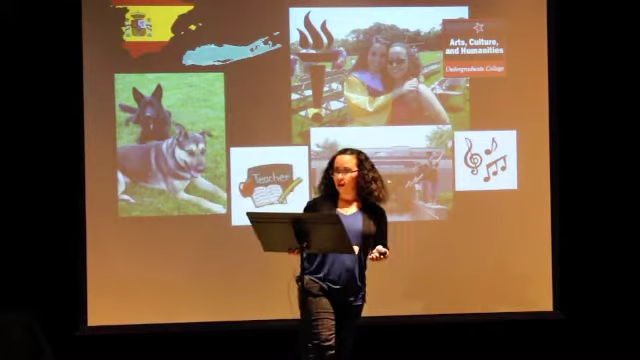 Arts, Culture,
and Humanities
Undergraduate College
Teacher